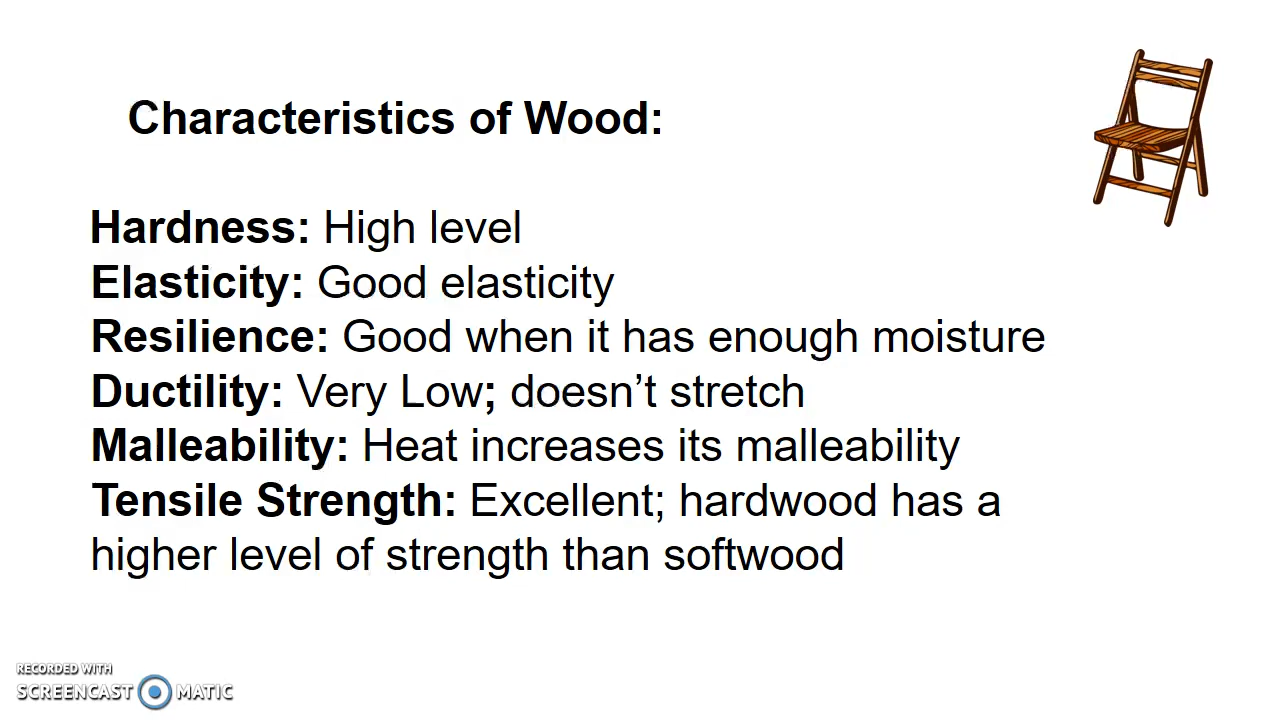 Characteristics of Wood:
Hardness: High level
Elasticity: Good elasticity
Resilience: Good when it has enough moisture
Ductility: Very Low; doesn’t stretch
Malleability: Heat increases its malleability
Tensile Strength: Excellent; hardwood has a
higher level of strength than softwood
RECORDED WITH
SCREENCAST MATIC